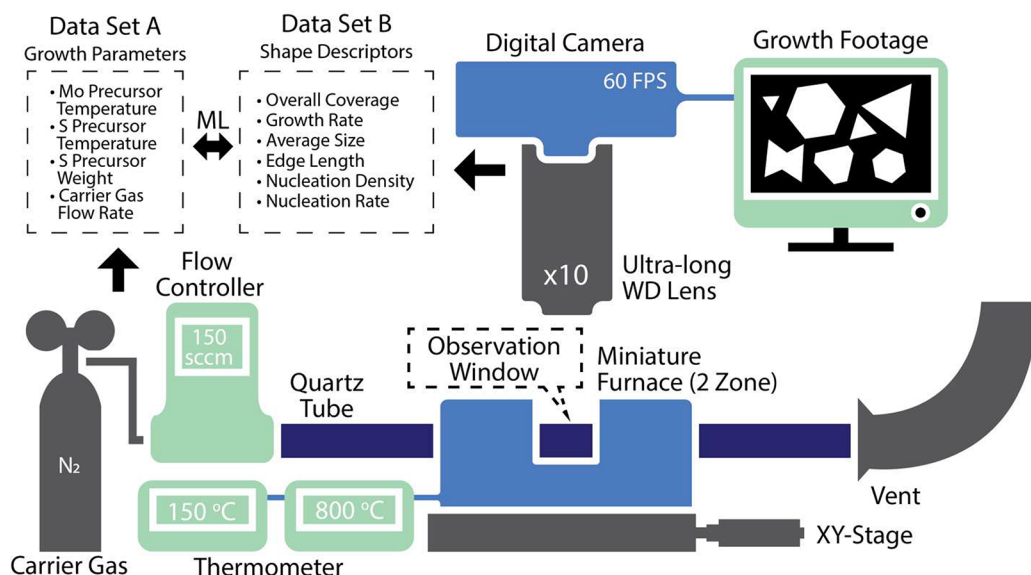 Data Set A
Growth Parameters
• Mo Precursor
Temperature
• S Precursor
Temperature
• S Precursor
Weight
• Carrier Gas
Flow Rate
ML
Data Set B
Shape Descriptors
• Overall Coverage
• Growth Rate
• Average Size
• Edge Length
• Nucleation Density
• Nucleation Rate
Digital Camera
60 FPS
Growth Footage
x10
Ultra-long
WD Lens
Flow
Controller
150
sccm
Observation
Window
Miniature
Furnace (2 Zone)
Quartz
Tube
N₂
Carrier Gas
150 ºC
800 ºC
Thermometer
Vent
XY-Stage